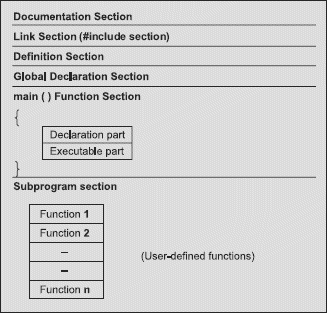 Documentation Section
Link Section (#include section)
Definition Section
Global Declaration Section
main ( ) Function Section
{
Declaration part
Executable part
}
Subprogram section
Function 1
Function 2
–
–
(User-defined functions)
Function n